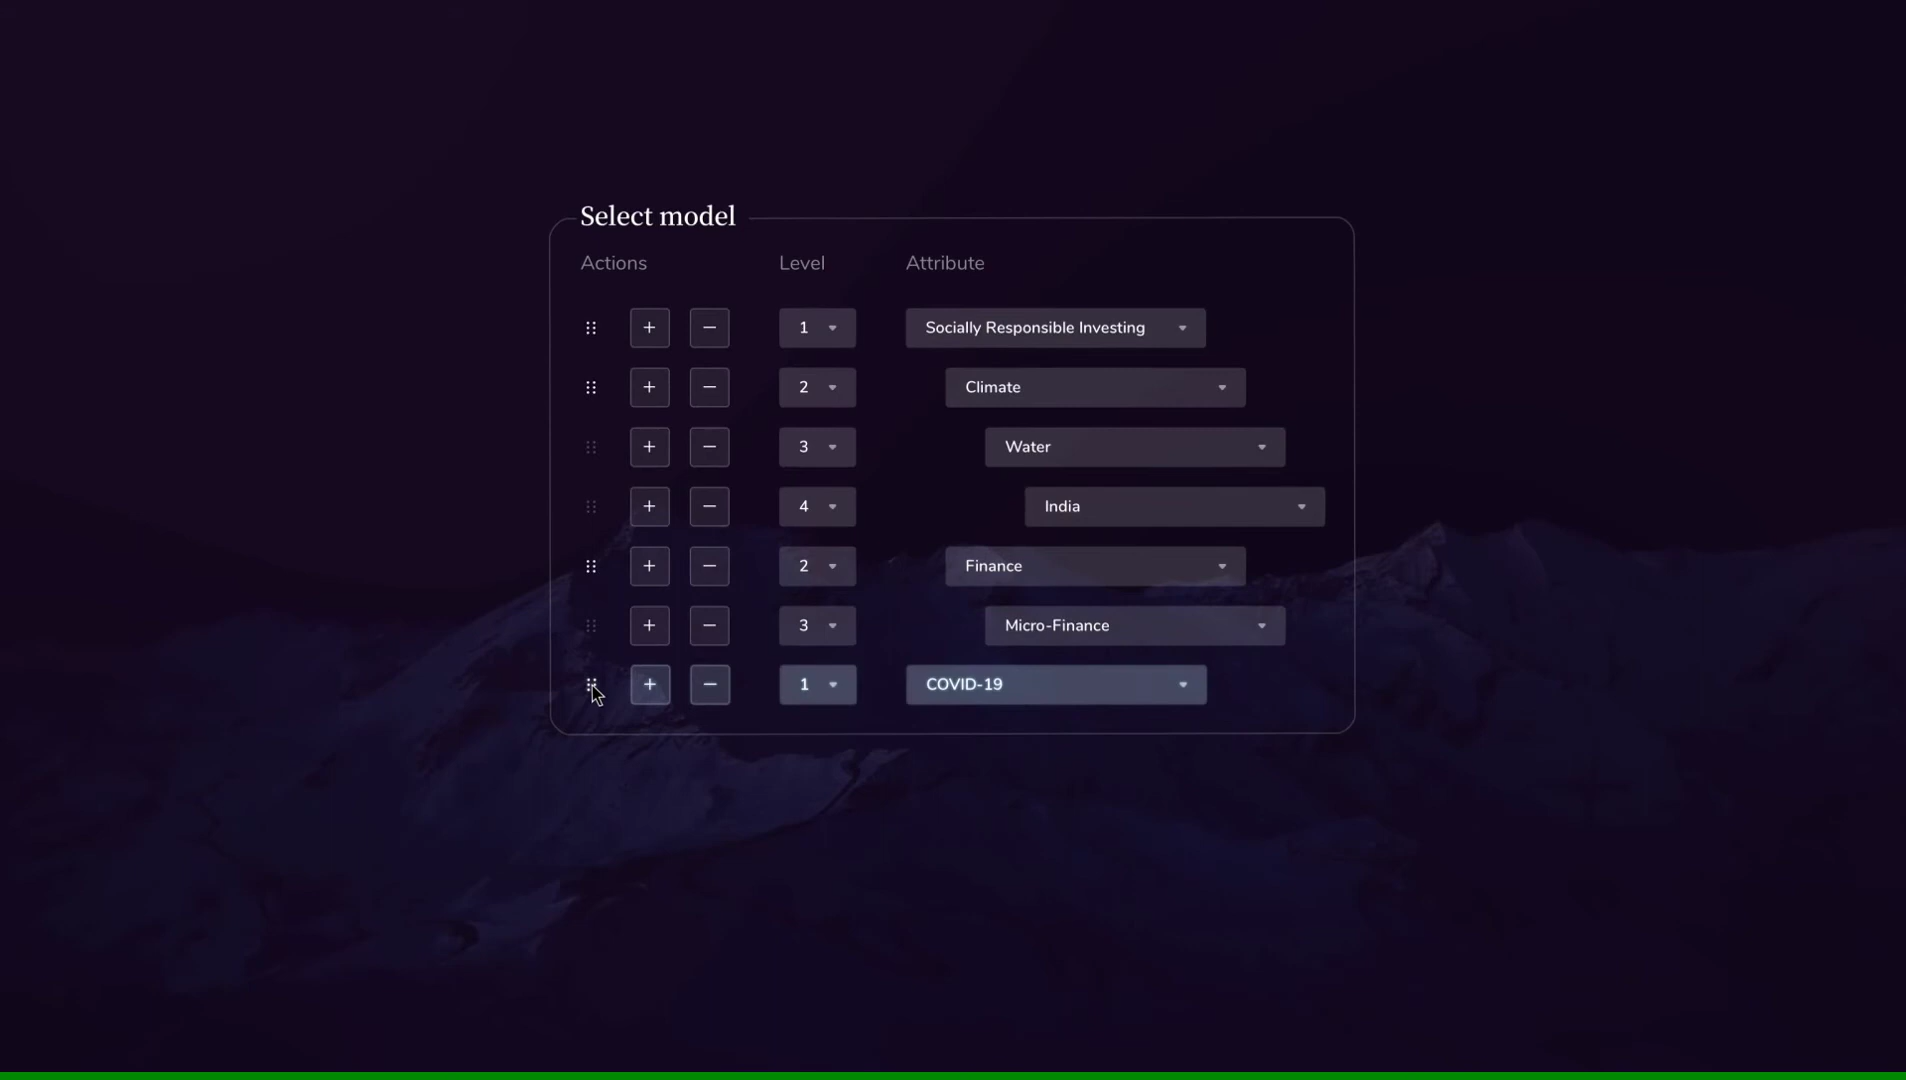 Select model
Actions Level Attribute
+ − 1 Socially Responsible Investing
+ − 2 Climate
+ − 3 Water
+ − 4 India
+ − 2 Finance
+ − 3 Micro-Finance
+ − 1 COVID-19